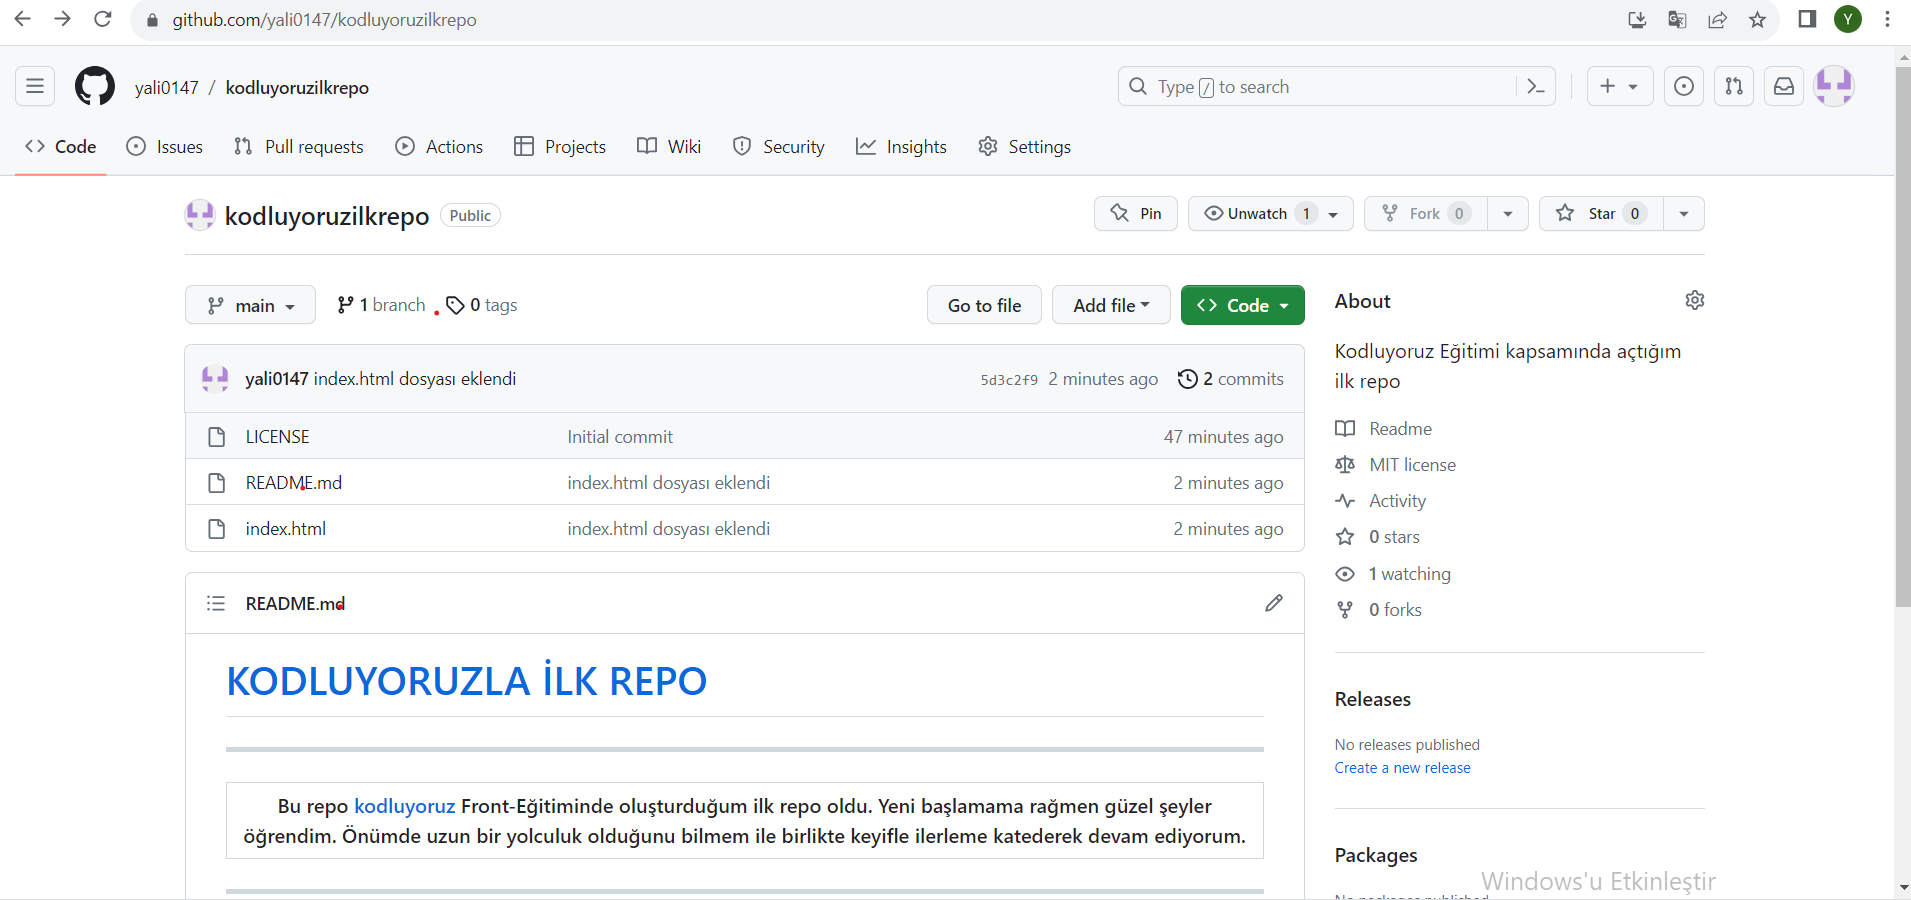 github.com/yali0147/kodluyoruzilkrepo
Y
yali0147 / kodluyoruzilkrepo
Type / to search
Code Issues Pull requests Actions Projects Wiki Security Insights Settings
kodluyoruzilkrepo Public
Pin Unwatch 1 Fork 0 Star 0
main 1 branch 0 tags Go to file Add file Code
yali0147 index.html dosyası eklendi 5d3c2f9 2 minutes ago 2 commits
LICENSE Initial commit 47 minutes ago
README.md index.html dosyası eklendi 2 minutes ago
index.html index.html dosyası eklendi 2 minutes ago
README.md
KODLUYORUZLA İLK REPO
Bu repo kodluyoruz Front-Eğitiminde oluşturduğum ilk repo oldu. Yeni başlamama rağmen güzel şeyler
öğrendim. Önümde uzun bir yolculuk olduğunu bilmem ile birlikte keyifle ilerleme katederek devam ediyorum.
About
Kodluyoruz Eğitimi kapsamında açtığım
ilk repo
Readme
MIT license
Activity
0 stars
1 watching
0 forks
Releases
No releases published
Create a new release
Packages
No packages published
Windows'u Etkinleştir